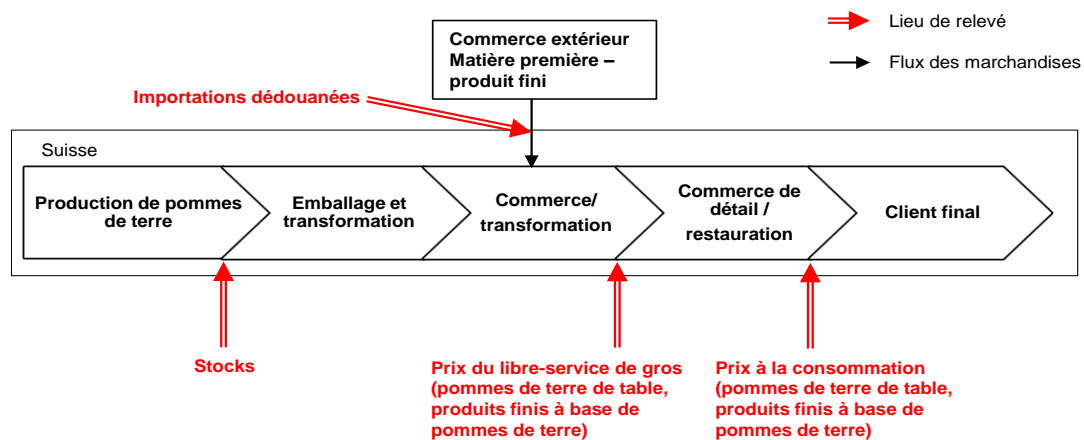 Lieu de relevé
Flux des marchandises
Commerce extérieur
Matière première –
produit fini
Importations dédouanées
Suisse
Production de pommes
de terre
Emballage et
transformation
Commerce/
transformation
Commerce de
détail /
restauration
Client final
Stocks
Prix du libre-service de gros
(pommes de terre de table,
produits finis à base de
pommes de terre)
Prix à la consommation
(pommes de terre de table,
produits finis à base de
pommes de terre)